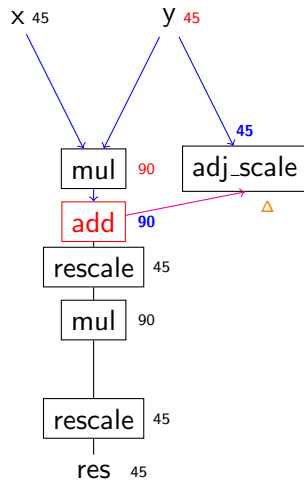 x 45 y 45
45
mul 90 adj_scale
add 90 Δ
rescale 45
mul 90
rescale 45
res 45